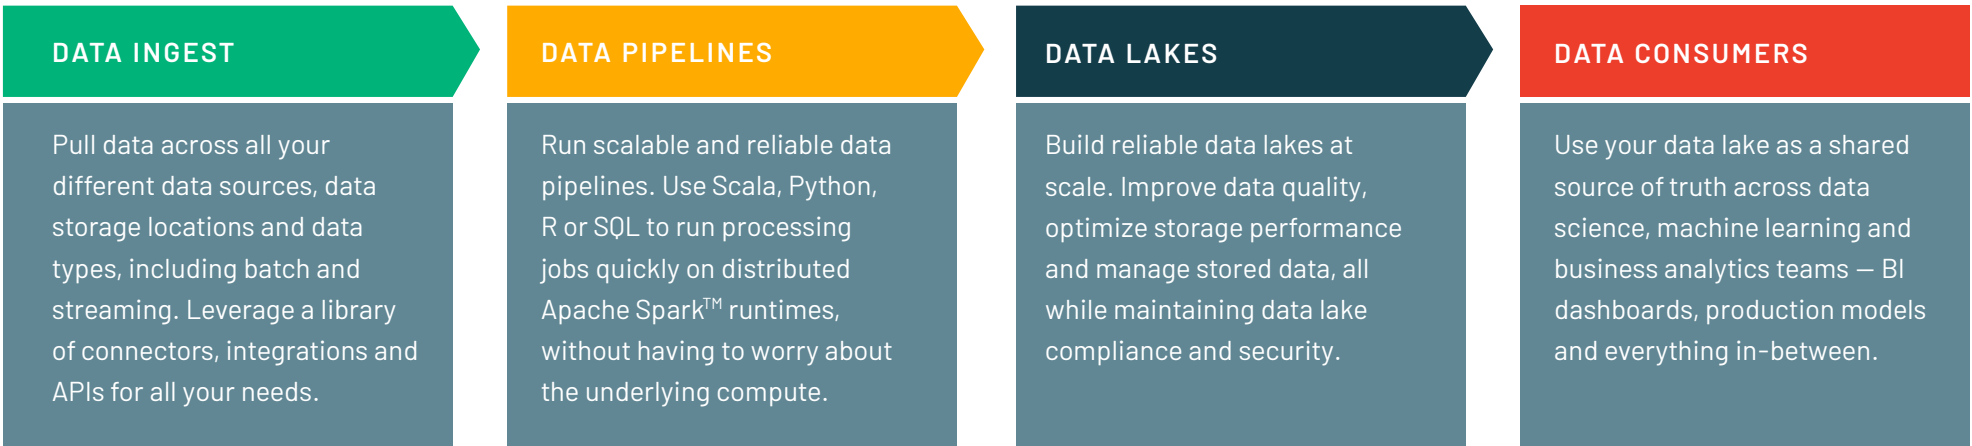 DATA INGEST
Pull data across all your
different data sources, data
storage locations and data
types, including batch and
streaming. Leverage a library
of connectors, integrations and
APIs for all your needs.
DATA PIPELINES
Run scalable and reliable data
pipelines. Use Scala, Python,
R or SQL to run processing
jobs quickly on distributed
Apache Spark™ runtimes,
without having to worry about
the underlying compute.
DATA LAKES
Build reliable data lakes at
scale. Improve data quality,
optimize storage performance
and manage stored data, all
while maintaining data lake
compliance and security.
DATA CONSUMERS
Use your data lake as a shared
source of truth across data
science, machine learning and
business analytics teams — BI
dashboards, production models
and everything in-between.